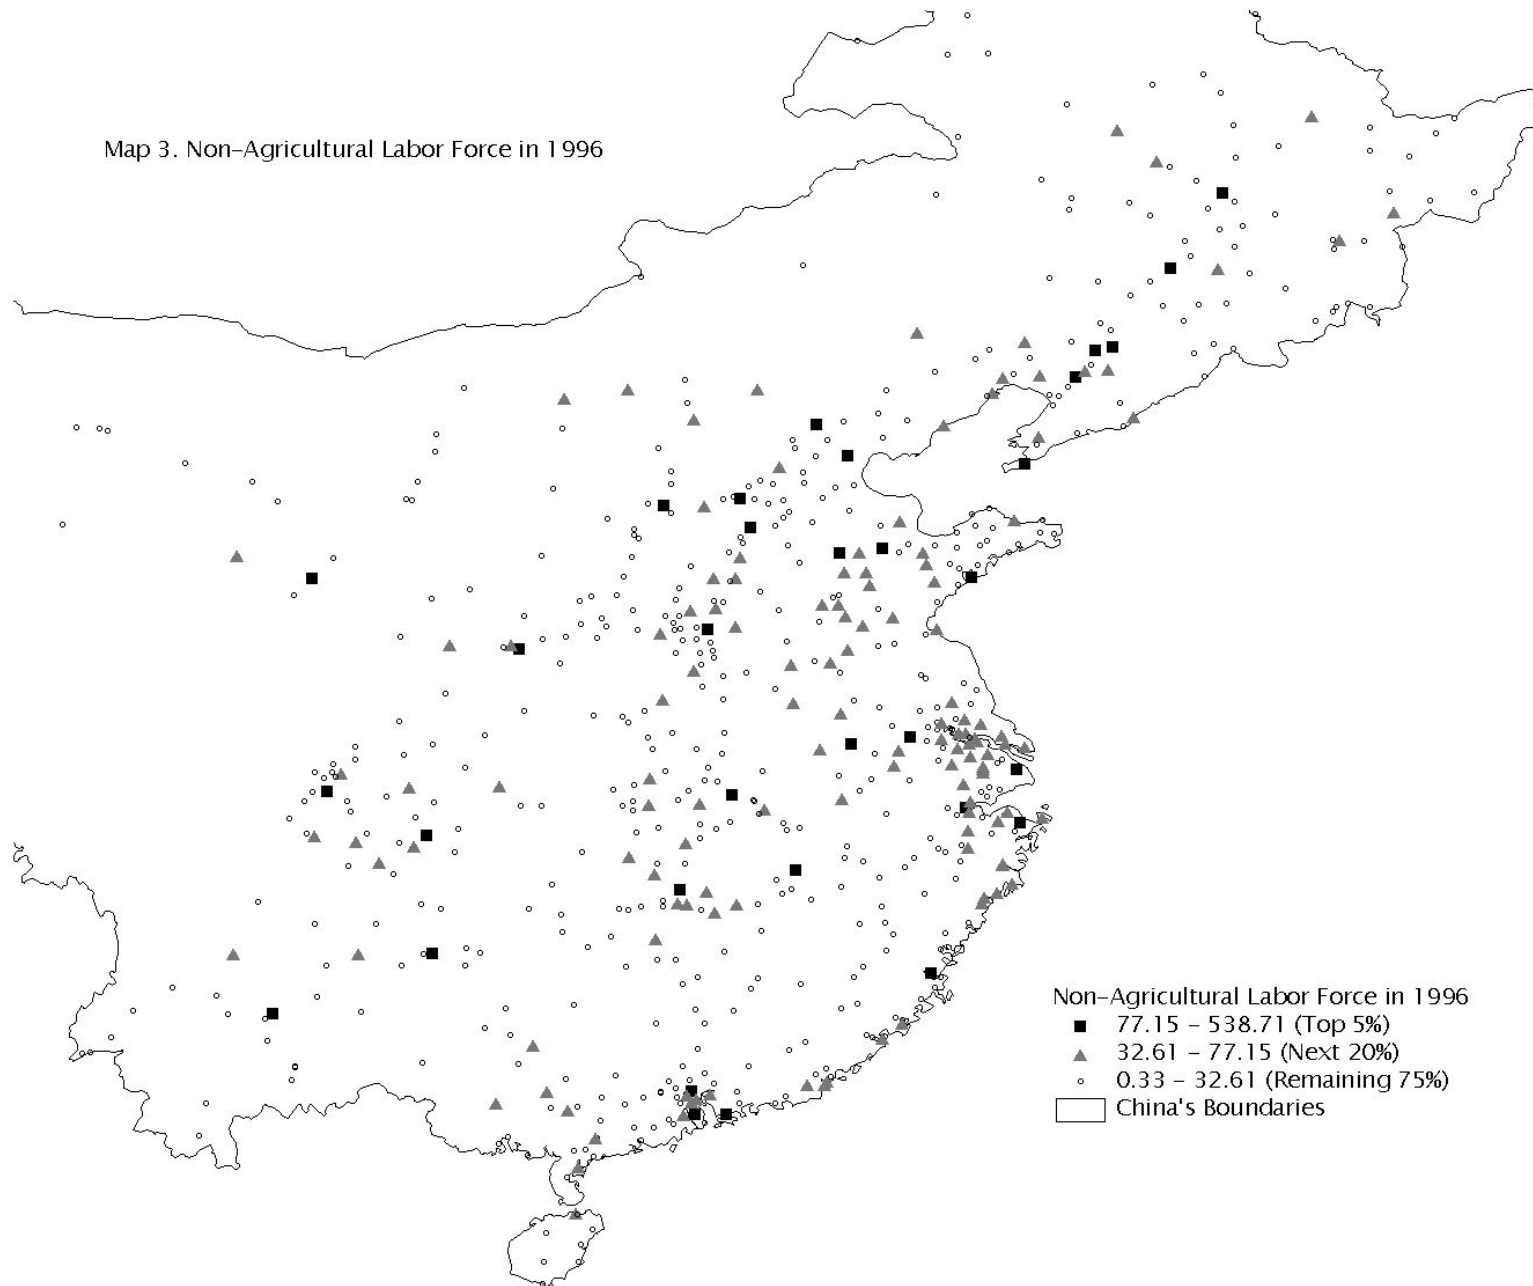 Map 3. Non-Agricultural Labor Force in 1996
Non-Agricultural Labor Force in 1996
77.15 - 538.71 (Top 5%)
32.61 - 77.15 (Next 20%)
0.33 - 32.61 (Remaining 75%)
China's Boundaries